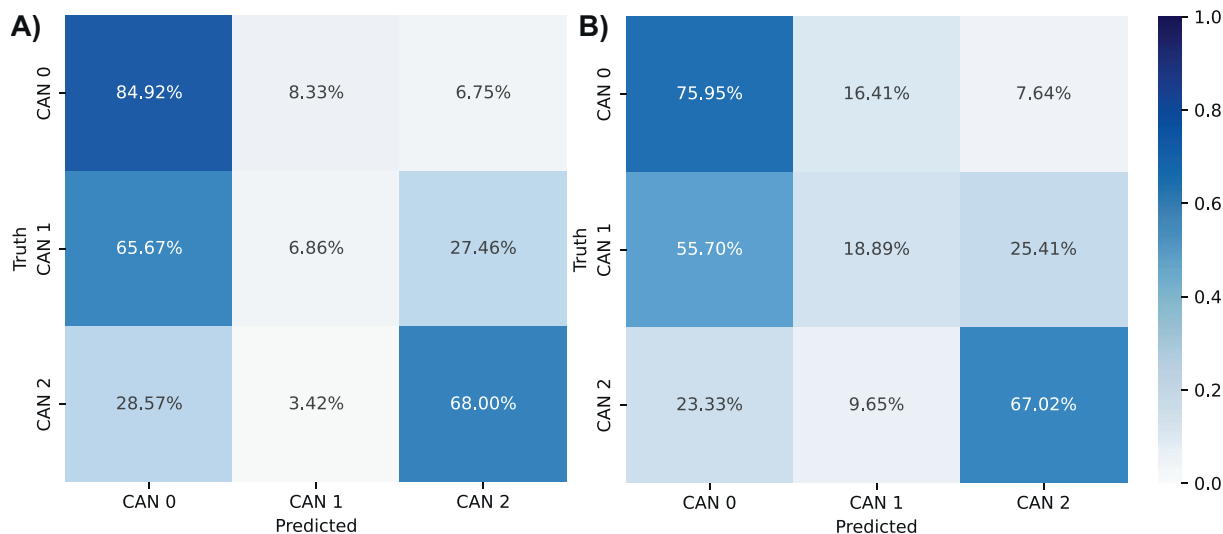 A)
CAN 0
84.92% 8.33% 6.75%
Truth
CAN 1
65.67% 6.86% 27.46%
CAN 2
28.57% 3.42% 68.00%
CAN 0 CAN 1 CAN 2
Predicted
B)
CAN 0
75.95% 16.41% 7.64%
Truth
CAN 1
55.70% 18.89% 25.41%
CAN 2
23.33% 9.65% 67.02%
CAN 0 CAN 1 CAN 2
Predicted
1.0
0.8
0.6
0.4
0.2
0.0